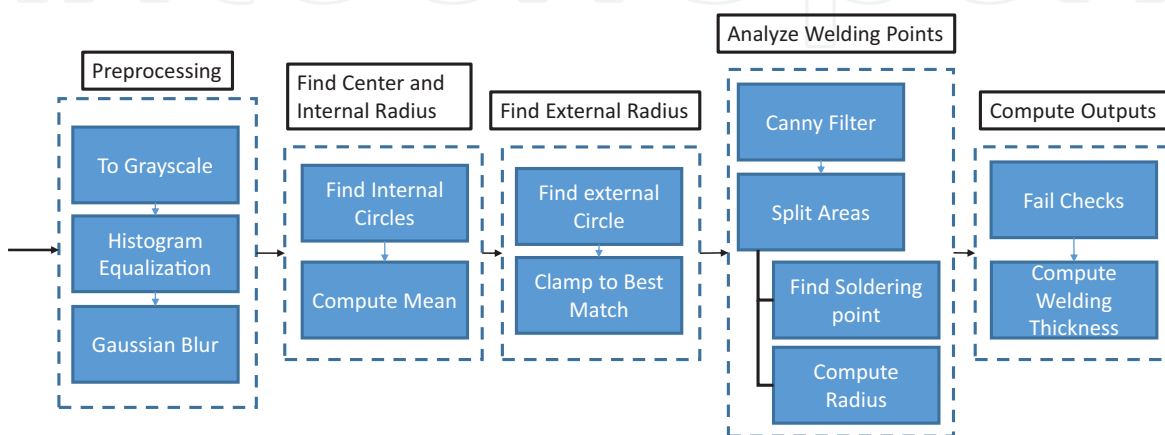 Preprocessing
To Grayscale
Histogram
Equalization
Gaussian Blur
Find Center and
Internal Radius
Find Internal
Circles
Compute Mean
Find External Radius
Find external
Circle
Clamp to Best
Match
Analyze Welding Points
Canny Filter
Split Areas
Find Soldering
point
Compute
Radius
Compute Outputs
Fail Checks
Compute
Welding
Thickness